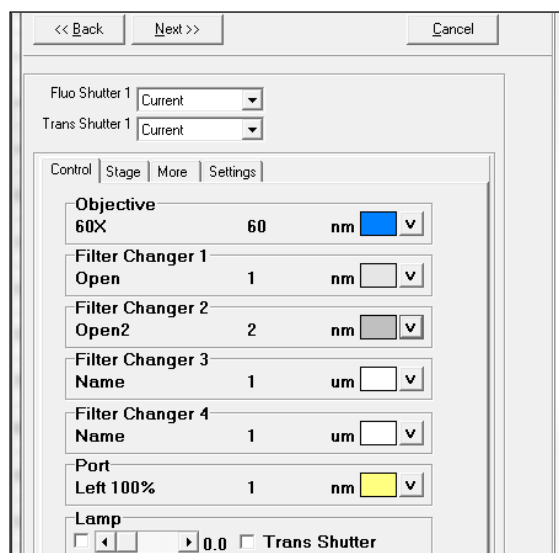 << Back Next >> Cancel
Fluo Shutter 1 Current
Trans Shutter 1 Current
Control Stage More Settings
Objective
60X 60 nm v
Filter Changer 1
Open 1 nm v
Filter Changer 2
Open2 2 nm v
Filter Changer 3
Name 1 um v
Filter Changer 4
Name 1 um v
Port
Left 100% 1 nm v
Lamp
0.0 Trans Shutter